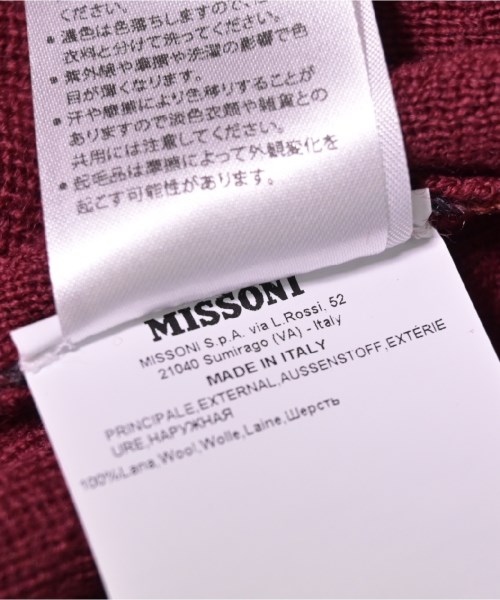 ください。
● 濃色は色落ちしますので、
衣料と分けて洗ってください。
● 紫外線や摩擦や洗濯の影響で色
目が薄くなります。
● 汗や摩擦により色移りすることが
ありますので淡色衣類や雑貨との
共用には注意してください。
● 起毛品は摩擦によって外観変化を
起こす可能性があります。
MISSONI
MISSONI S.p.A. via L.Rossi, 52
21040 Sumirago (VA) - Italy
MADE IN ITALY
PRINCIPALE,EXTERNAL,AUSSENSTOFF,EXTÉRIE
URE,НАРУЖНАЯ
100%Lana,Wool,Wolle,Laine,Шерсть